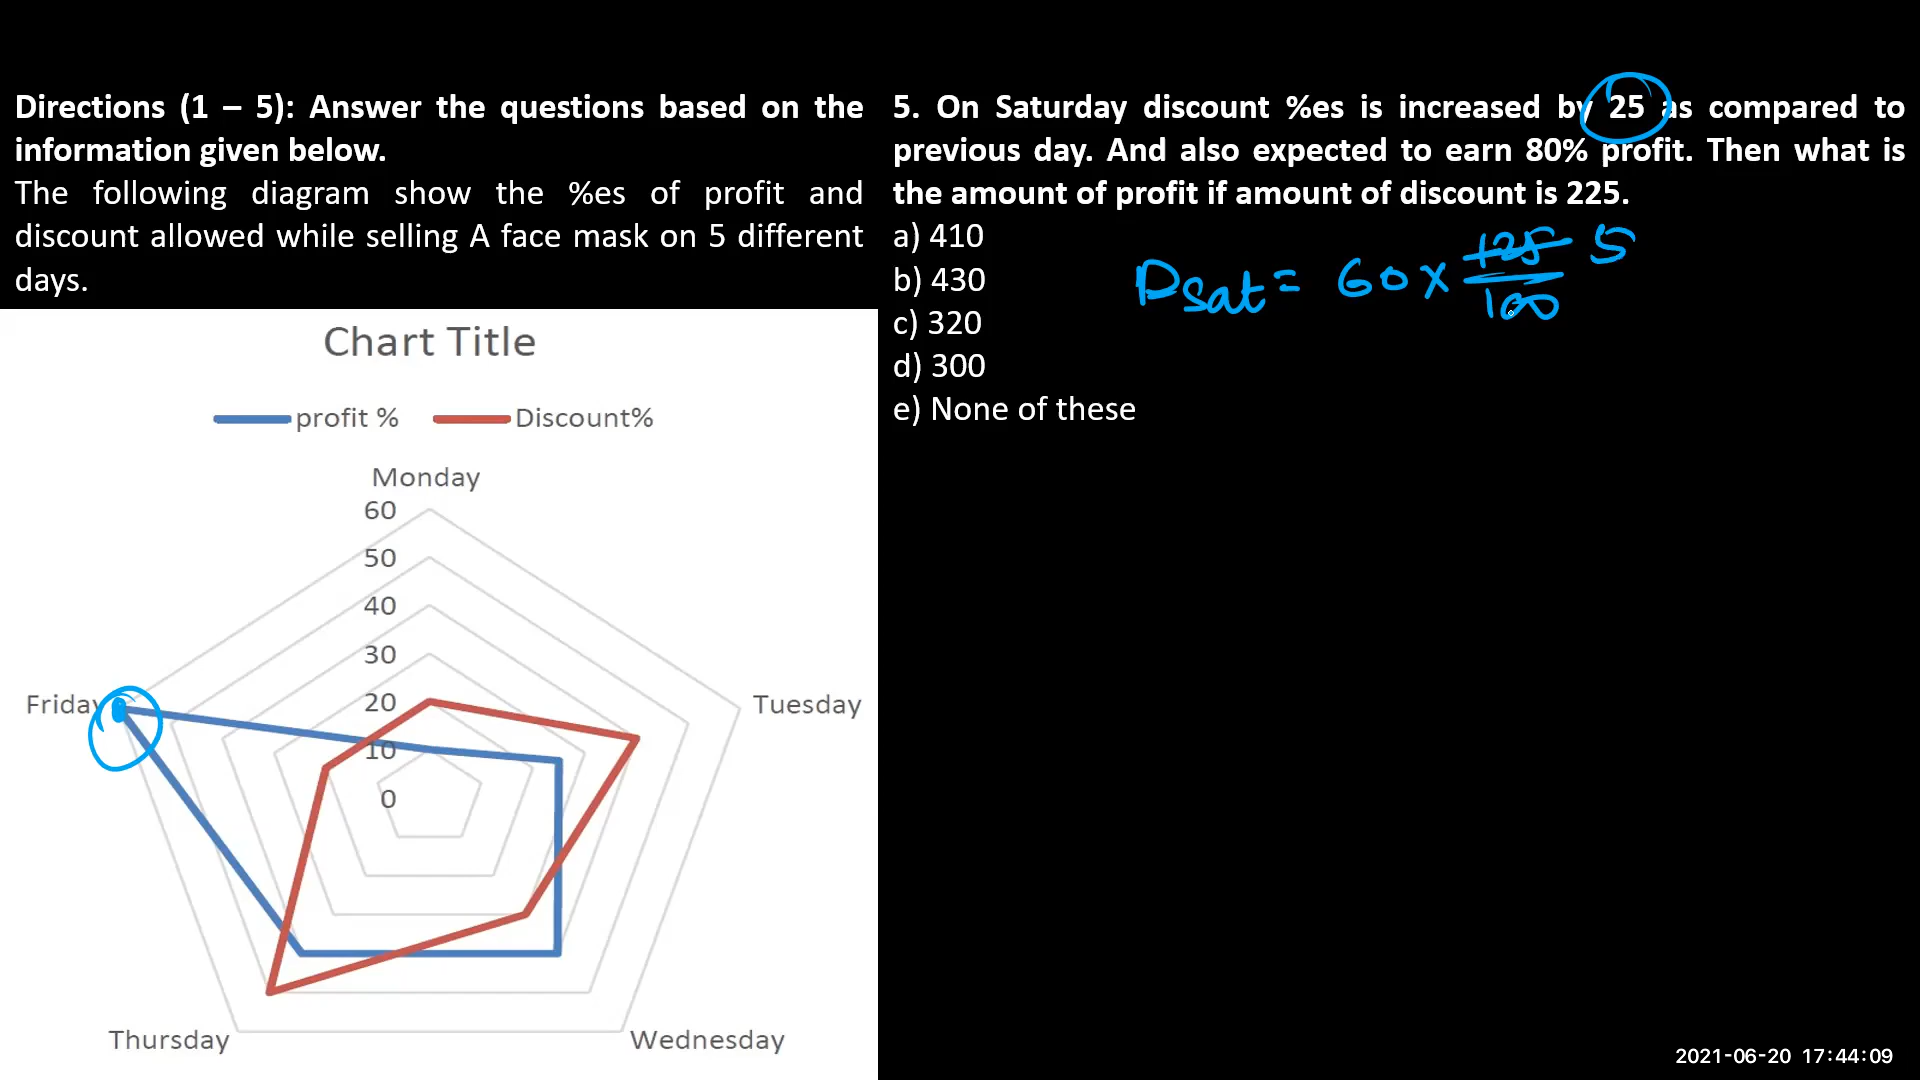 Directions (1 – 5): Answer the questions based on the
information given below.
The following diagram show the %es of profit and
discount allowed while selling A face mask on 5 different
days.
Chart Title
profit %
Discount%
Monday
60
50
40
30
20
10
0
Friday
Tuesday
Thursday
Wednesday
5. On Saturday discount %es is increased by 25 as compared to
previous day. And also expected to earn 80% profit. Then what is
the amount of profit if amount of discount is 225.
a) 410
b) 430
c) 320
d) 300
e) None of these
Dsat = 60 × 125/100 5
2021-06-20 17:44:09